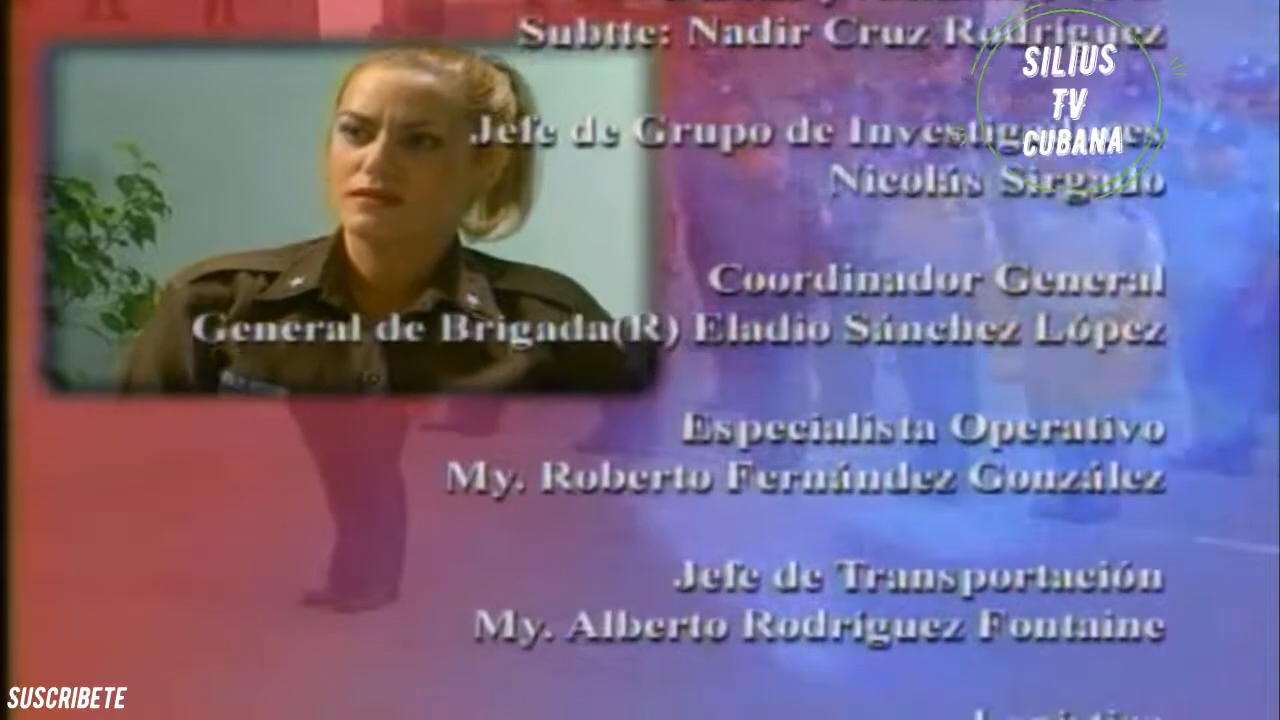 Subtte: Nadir Cruz Rodríguez
Jefe de Grupo de Investigaciones
Nicolás Sirgado
Coordinador General
General de Brigada(R) Eladio Sánchez López
Especialista Operativo
My. Roberto Fernández González
Jefe de Transportación
My. Alberto Rodríguez Fontaine
SILIUS
TV
CUBANA
SUSCRIBETE